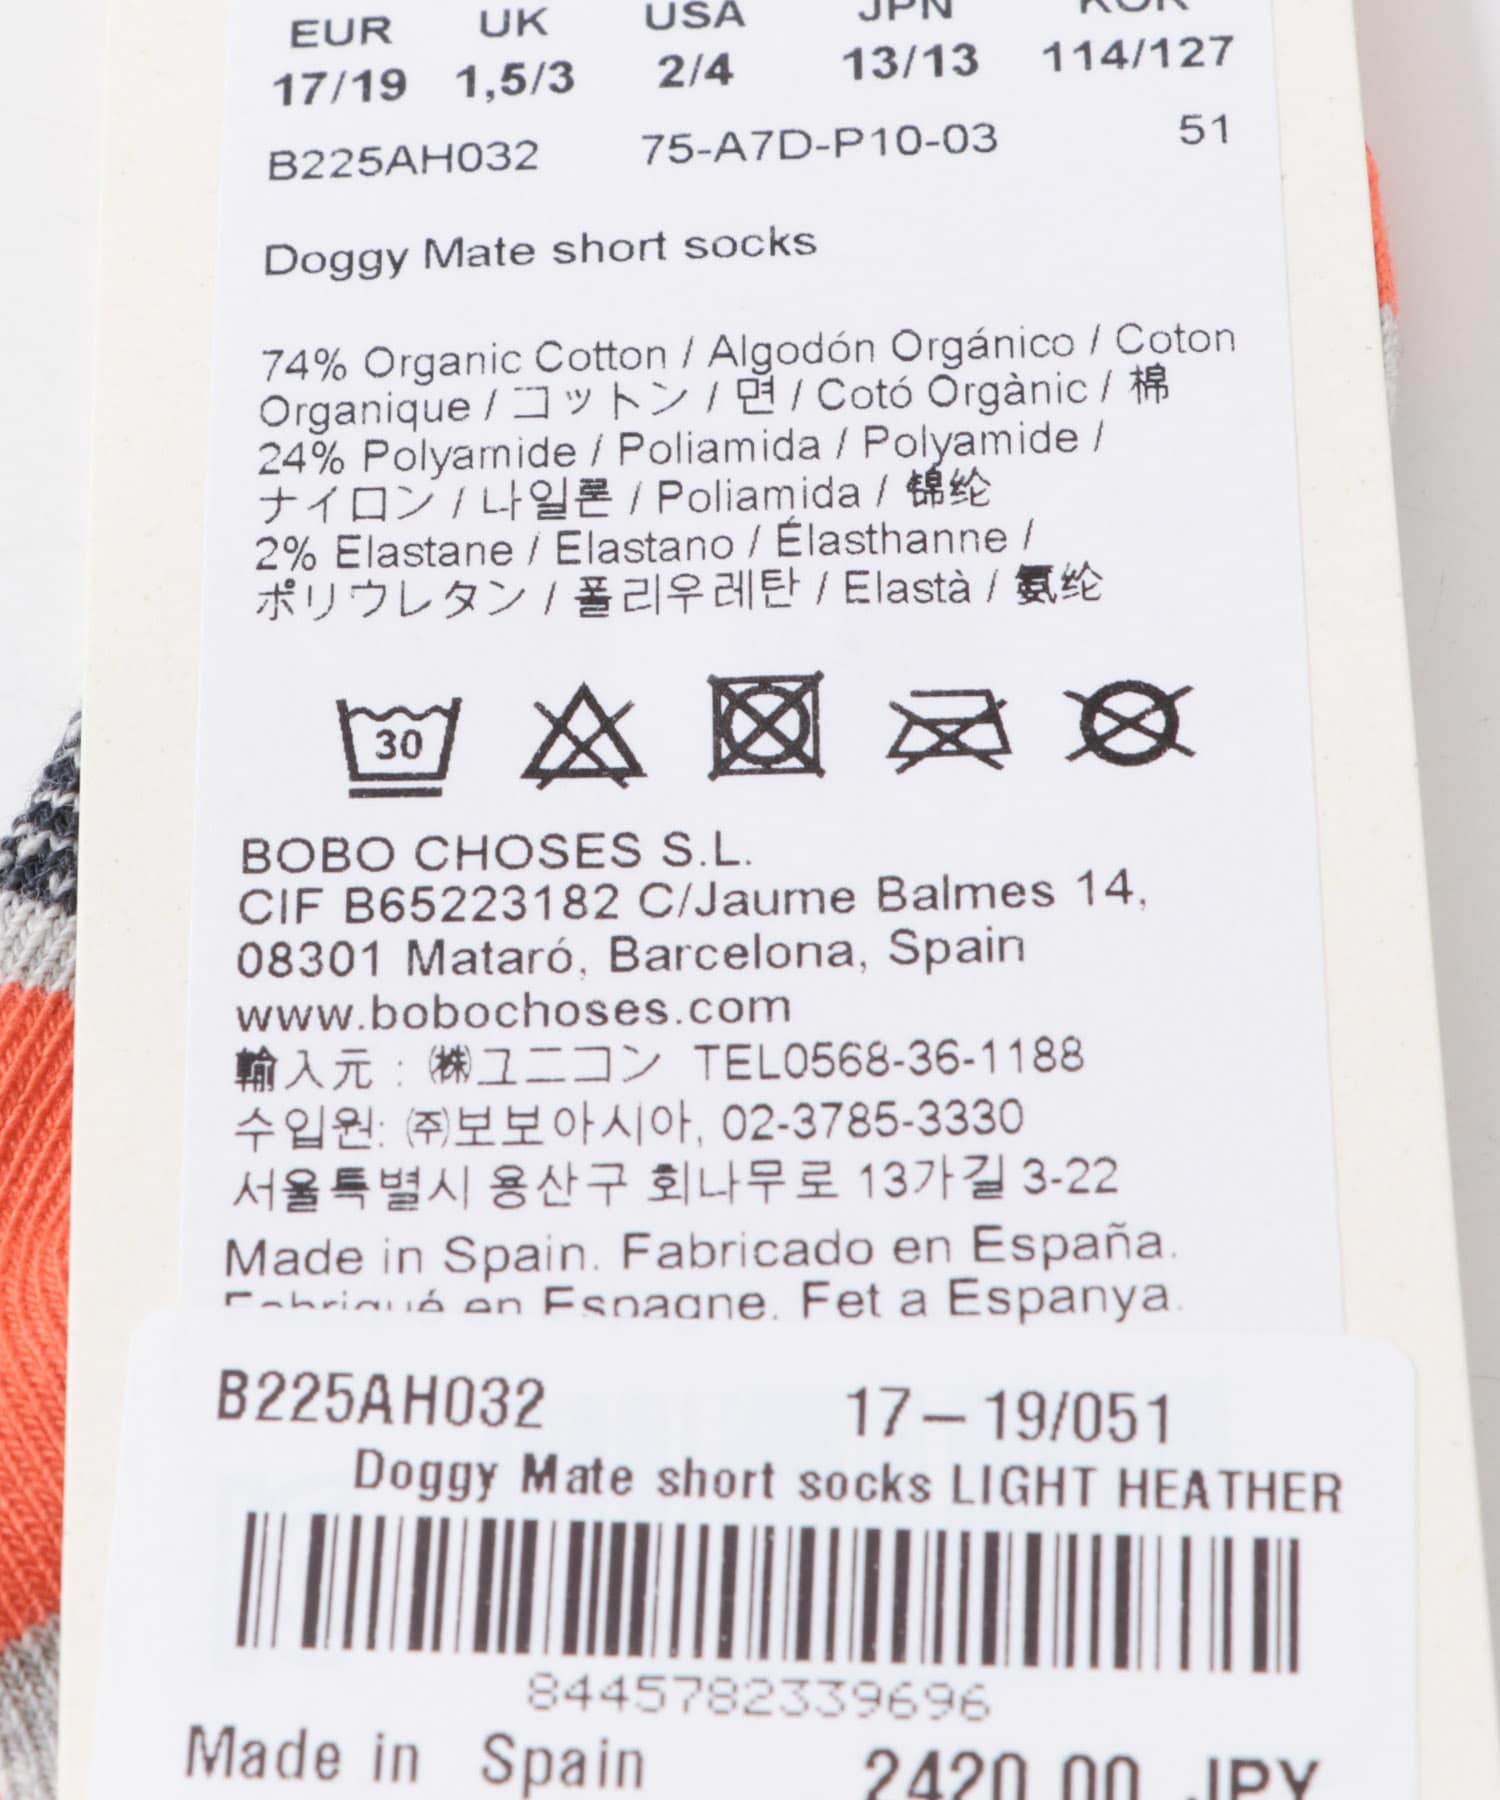 EUR UK USA JPN KOR
17/19 1,5/3 2/4 13/13 114/127
B225AH032 75-A7D-P10-03 51
Doggy Mate short socks
74% Organic Cotton / Algodón Orgánico / Coton
Organique / コットン / 면 / Cotó Orgànic / 棉
24% Polyamide / Poliamida / Polyamide /
ナイロン / 나일론 / Poliamida / 锦纶
2% Elastane / Elastano / Élasthanne /
ポリウレタン / 폴리우레탄 / Elastà / 氨纶
30
BOBO CHOSES S.L.
CIF B65223182 C/Jaume Balmes 14,
08301 Mataró, Barcelona, Spain
www.bobochoses.com
輸入元 : ㈱ユニコン TEL0568-36-1188
수입원: ㈜보보아시아, 02-3785-3330
서울특별시 용산구 회나무로 13가길 3-22
Made in Spain. Fabricado en España.
Fabriqué en Espagne. Fet a Espanya.
B225AH032 17-19/051
Doggy Mate short socks LIGHT HEATHER
8445782339696
Made in Spain 2420.00 JPY